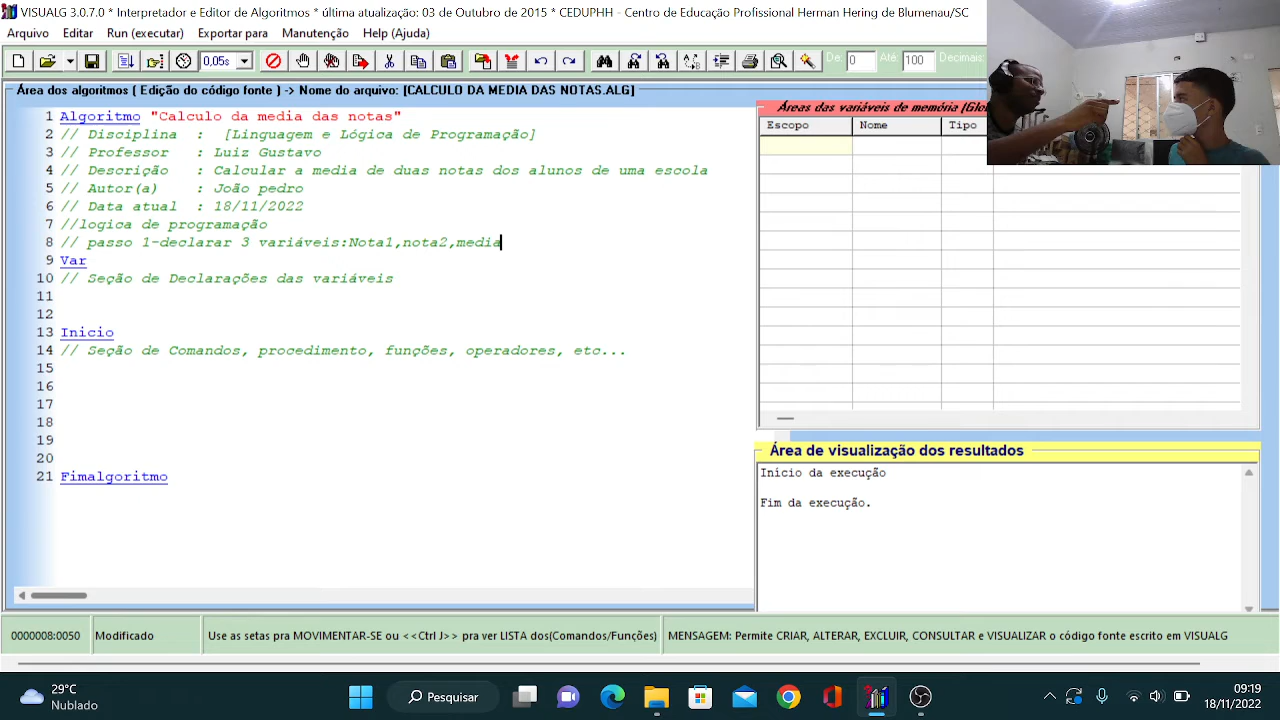 VISUALG 3.0.7.0 * Interpretador e Editor de Algoritmos * última atualização: 03 de Outubro de 2015 * CEDUPHH - Centro de Educação Profissional Herman Hering de Blumenau/SC
Arquivo Editar Run (executar) Exportar para Manutenção Help (Ajuda)
0,05s De: 0 Até: 100 Decimais:
Área dos algoritmos ( Edição do código fonte ) -> Nome do arquivo: [CALCULO DA MEDIA DAS NOTAS.ALG]
1 Algoritmo "Calculo da media das notas"
2 // Disciplina : [Linguagem e Lógica de Programação]
3 // Professor : Luiz Gustavo
4 // Descrição : Calcular a media de duas notas dos alunos de uma escola
5 // Autor(a) : João pedro
6 // Data atual : 18/11/2022
7 //logica de programação
8 // passo 1-declarar 3 variáveis:Nota1,nota2,media
9 Var
10 // Seção de Declarações das variáveis
11
12
13 Inicio
14 // Seção de Comandos, procedimento, funções, operadores, etc...
15
16
17
18
19
20
21 Fimalgoritmo
Áreas das variáveis de memória (Glo
Escopo Nome Tipo
Área de visualização dos resultados
Início da execução
Fim da execução.
0000008:0050 Modificado Use as setas pra MOVIMENTAR-SE ou <<Ctrl J>> pra ver LISTA dos(Comandos/Funções) MENSAGEM: Permite CRIAR, ALTERAR, EXCLUIR, CONSULTAR e VISUALIZAR o código fonte escrito em VISUALG
29°C
Nublado
Pesquisar
09:19
18/11/2022